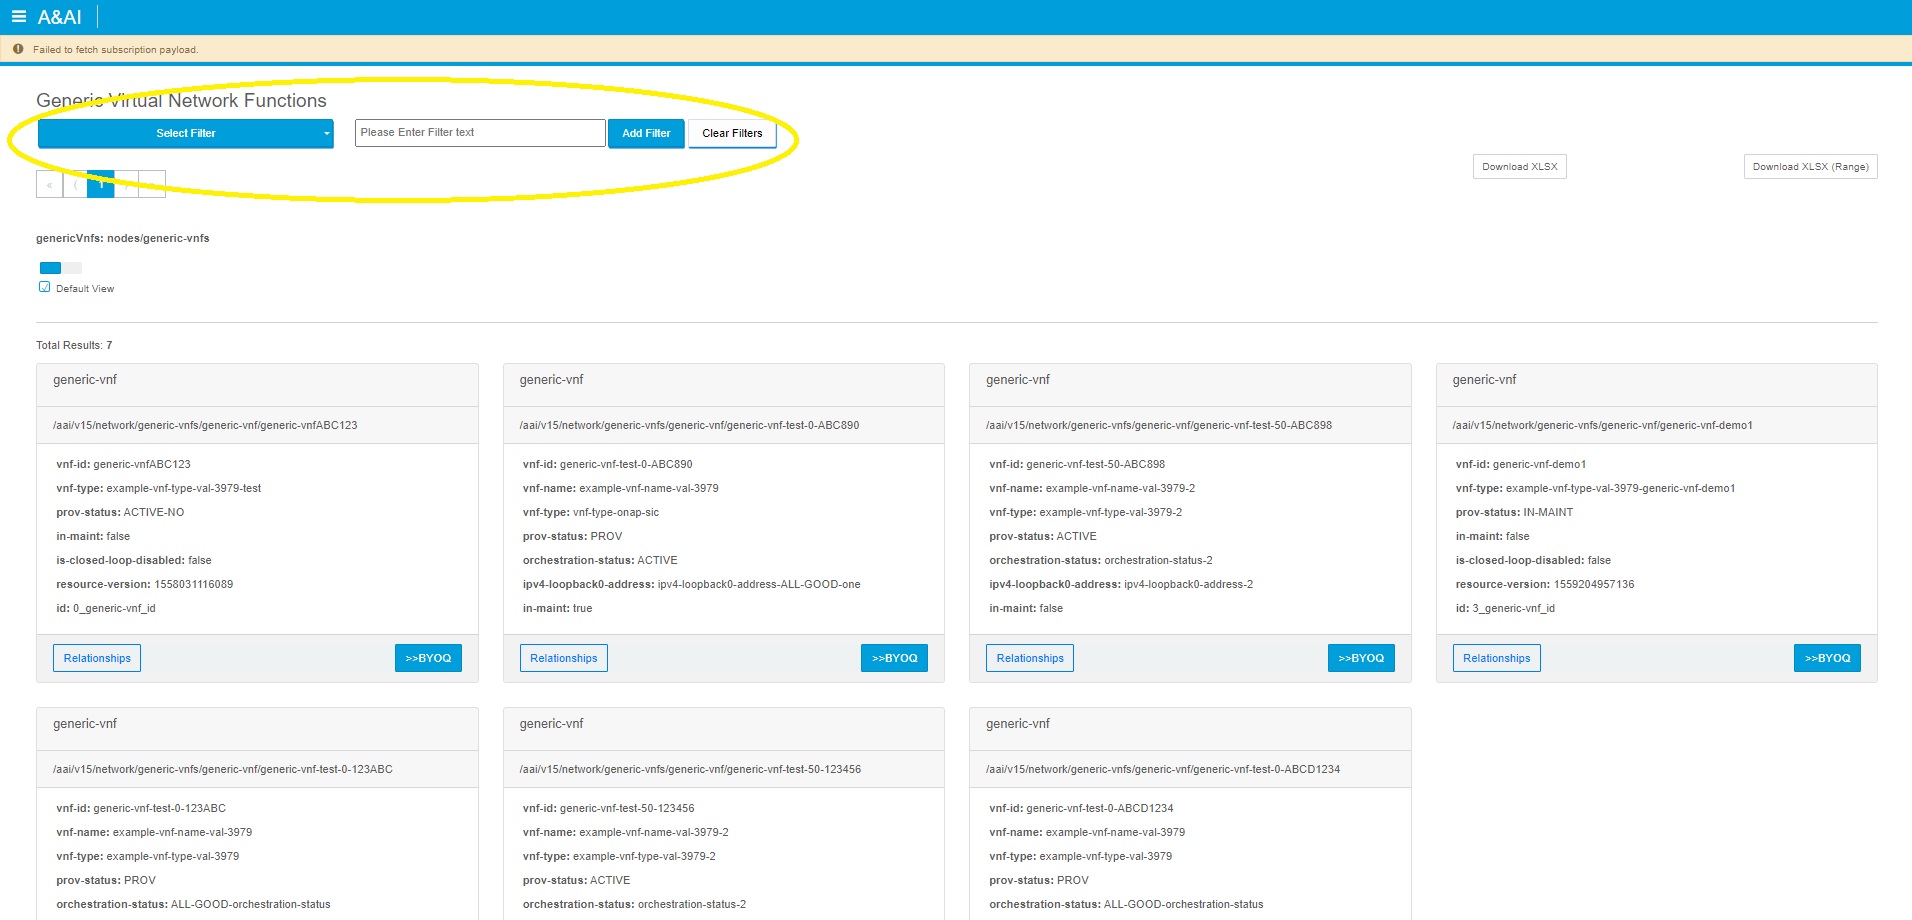 A&AI
Failed to fetch subscription payload.
Generic Virtual Network Functions
Select Filter
Please Enter Filter text
Add Filter
Clear Filters
Download XLSX
Download XLSX (Range)
« ⟨ 1
genericVnfs: nodes/generic-vnfs
Default View
Total Results: 7
generic-vnf
/aai/v15/network/generic-vnfs/generic-vnf/generic-vnfABC123
vnf-id: generic-vnfABC123
vnf-type: example-vnf-type-val-3979-test
prov-status: ACTIVE-NO
in-maint: false
is-closed-loop-disabled: false
resource-version: 1558031116089
id: 0_generic-vnf_id
Relationships
>>BYOQ
generic-vnf
/aai/v15/network/generic-vnfs/generic-vnf/generic-vnf-test-0-ABC890
vnf-id: generic-vnf-test-0-ABC890
vnf-name: example-vnf-name-val-3979
vnf-type: vnf-type-onap-sic
prov-status: PROV
orchestration-status: ACTIVE
ipv4-loopback0-address: ipv4-loopback0-address-ALL-GOOD-one
in-maint: true
Relationships
>>BYOQ
generic-vnf
/aai/v15/network/generic-vnfs/generic-vnf/generic-vnf-test-50-ABC898
vnf-id: generic-vnf-test-50-ABC898
vnf-name: example-vnf-name-val-3979-2
vnf-type: example-vnf-type-val-3979-2
prov-status: ACTIVE
orchestration-status: orchestration-status-2
ipv4-loopback0-address: ipv4-loopback0-address-2
in-maint: false
Relationships
>>BYOQ
generic-vnf
/aai/v15/network/generic-vnfs/generic-vnf/generic-vnf-demo1
vnf-id: generic-vnf-demo1
vnf-type: example-vnf-type-val-3979-generic-vnf-demo1
prov-status: IN-MAINT
in-maint: false
is-closed-loop-disabled: false
resource-version: 1559204957136
id: 3_generic-vnf_id
Relationships
>>BYOQ
generic-vnf
/aai/v15/network/generic-vnfs/generic-vnf/generic-vnf-test-0-123ABC
vnf-id: generic-vnf-test-0-123ABC
vnf-name: example-vnf-name-val-3979
vnf-type: example-vnf-type-val-3979
prov-status: PROV
orchestration-status: ALL-GOOD-orchestration-status
generic-vnf
/aai/v15/network/generic-vnfs/generic-vnf/generic-vnf-test-50-123456
vnf-id: generic-vnf-test-50-123456
vnf-name: example-vnf-name-val-3979-2
vnf-type: example-vnf-type-val-3979-2
prov-status: ACTIVE
orchestration-status: orchestration-status-2
generic-vnf
/aai/v15/network/generic-vnfs/generic-vnf/generic-vnf-test-0-ABCD1234
vnf-id: generic-vnf-test-0-ABCD1234
vnf-name: example-vnf-name-val-3979
vnf-type: example-vnf-type-val-3979
prov-status: PROV
orchestration-status: ALL-GOOD-orchestration-status